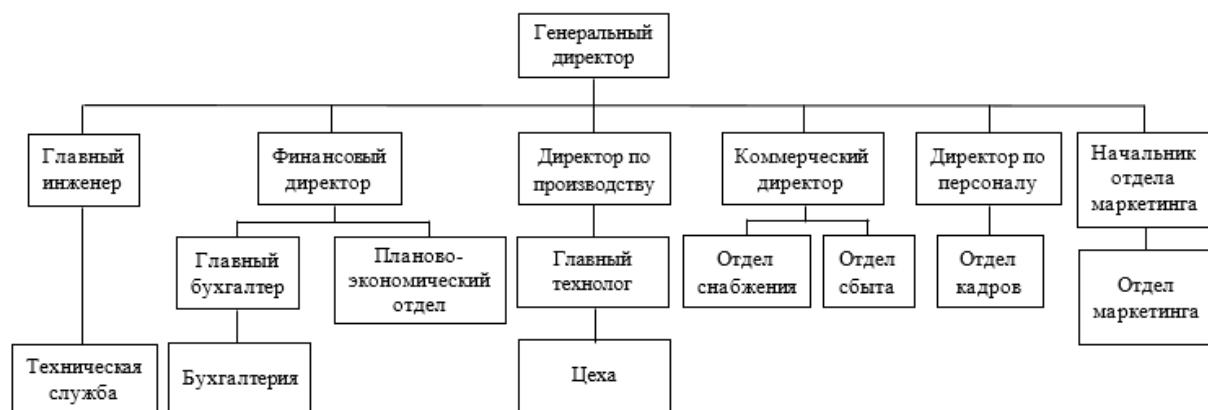 Генеральный
директор
Главный
инженер
Финансовый
директор
Директор по
производству
Коммерческий
директор
Директор по
персоналу
Начальник
отдела
маркетинга
Главный
бухгалтер
Планово-
экономический
отдел
Главный
технолог
Отдел
снабжения
Отдел
сбыта
Отдел
кадров
Отдел
маркетинга
Техническая
служба
Бухгалтерия
Цеха